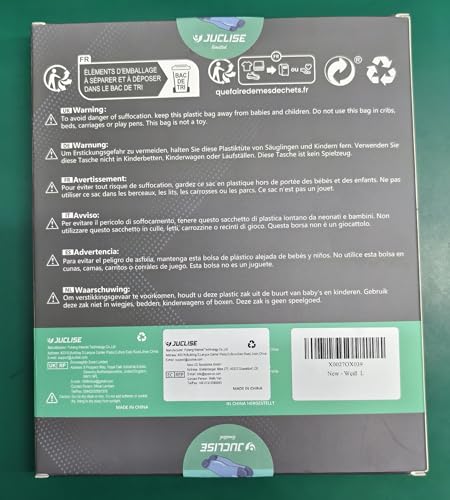 JUCLISE
FR
ÉLÉMENTS D'EMBALLAGE
À SÉPARER ET À DÉPOSER
DANS LE BAC DE TRI
BAC
DE TRI
FR
OU
quefairedemesdechets.fr
UK Warning:
To avoid danger of suffocation, keep this plastic bag away from babies and children. Do not use this bag in cribs,
beds, carriages or play pens. This bag is not a toy.
DE Warnung:
Um Erstickungsgefahr zu vermeiden, halten Sie diese Plastiktüte von Säuglingen und Kindern fern. Verwenden Sie
diese Tasche nicht in Kinderbetten, Kinderwagen oder Laufställen. Diese Tasche ist kein Spielzeug.
FR Avertissement:
Pour éviter tout risque de suffocation, gardez ce sac en plastique hors de portée des bébés et des enfants. Ne pas
utiliser ce sac dans les berceaux, les lits, les carrosses ou les parcs. Ce sac n'est pas un jouet.
IT Avviso:
Per evitare il pericolo di soffocamento, tenere questo sacchetto di plastica lontano da neonati e bambini. Non
utilizzare questo sacchetto in culle, letti, carrozzine o recinti di gioco. Questa borsa non è un giocattolo.
ES Advertencia:
Para evitar el peligro de asfixia, mantenga esta bolsa de plástico alejada de bebés y niños. No utilice esta bolsa en
cunas, camas, carritos o corrales de juego. Esta bolsa no es un juguete.
NL Waarschuwing:
Om verstikkingsgevaar te voorkomen, houdt u deze plastic zak uit de buurt van baby's en kinderen. Gebruik
deze zak niet in wiegjes, bedden, kinderwagens of boxen. Deze zak is geen speelgoed.
JUCLISE
UK RP
MADE IN CHINA
JUCLISE
EC REP
MADE IN CHINA
New - Weiß L
IN CHINA HERGESTELLT
JUCLISE